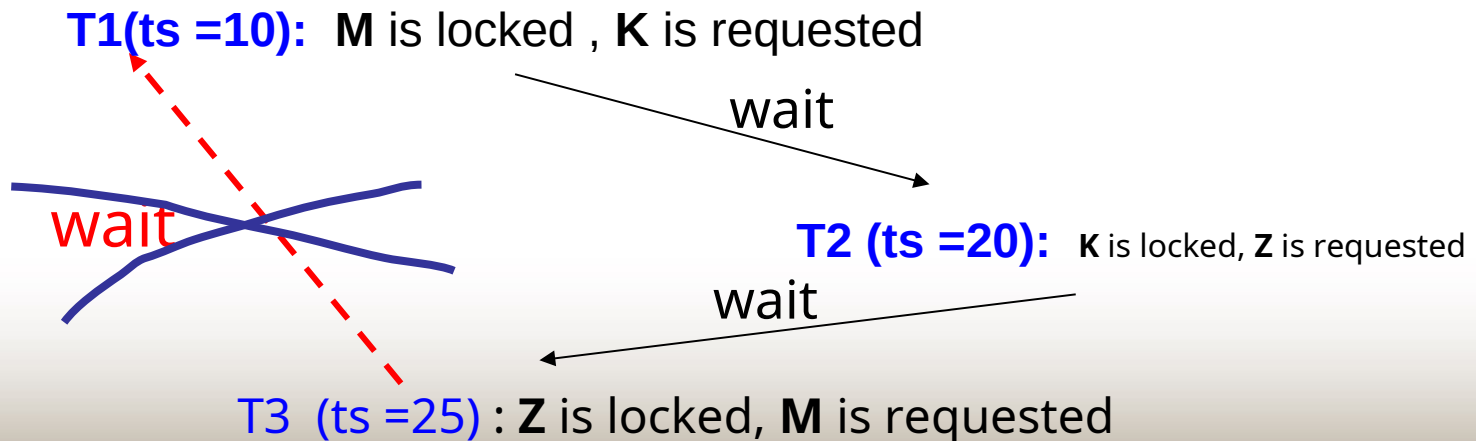 T1(ts =10): M is locked , K is requested
wait
wait
T2 (ts =20): K is locked, Z is requested
wait
T3 (ts =25) : Z is locked, M is requested